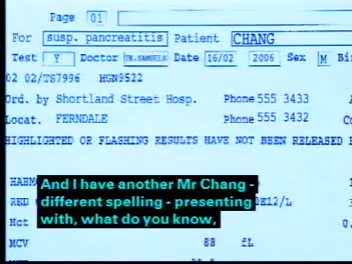 Page 01
For susp. pancreatitis Patient CHANG
Test Y Doctor Date 16/02 2006 Sex M
02 02/TS7996 HGN9522
Ord. by Shortland Street Hosp. Phone 555 3433
Locat. FERNDALE Phone 555 3432
HIGHLIGHTED OR FLASHING RESULTS HAVE NOT BEEN RELEASED
And I have another Mr Chang -
different spelling - presenting
with, what do you know,
RED
Hct
MCV 88 fL